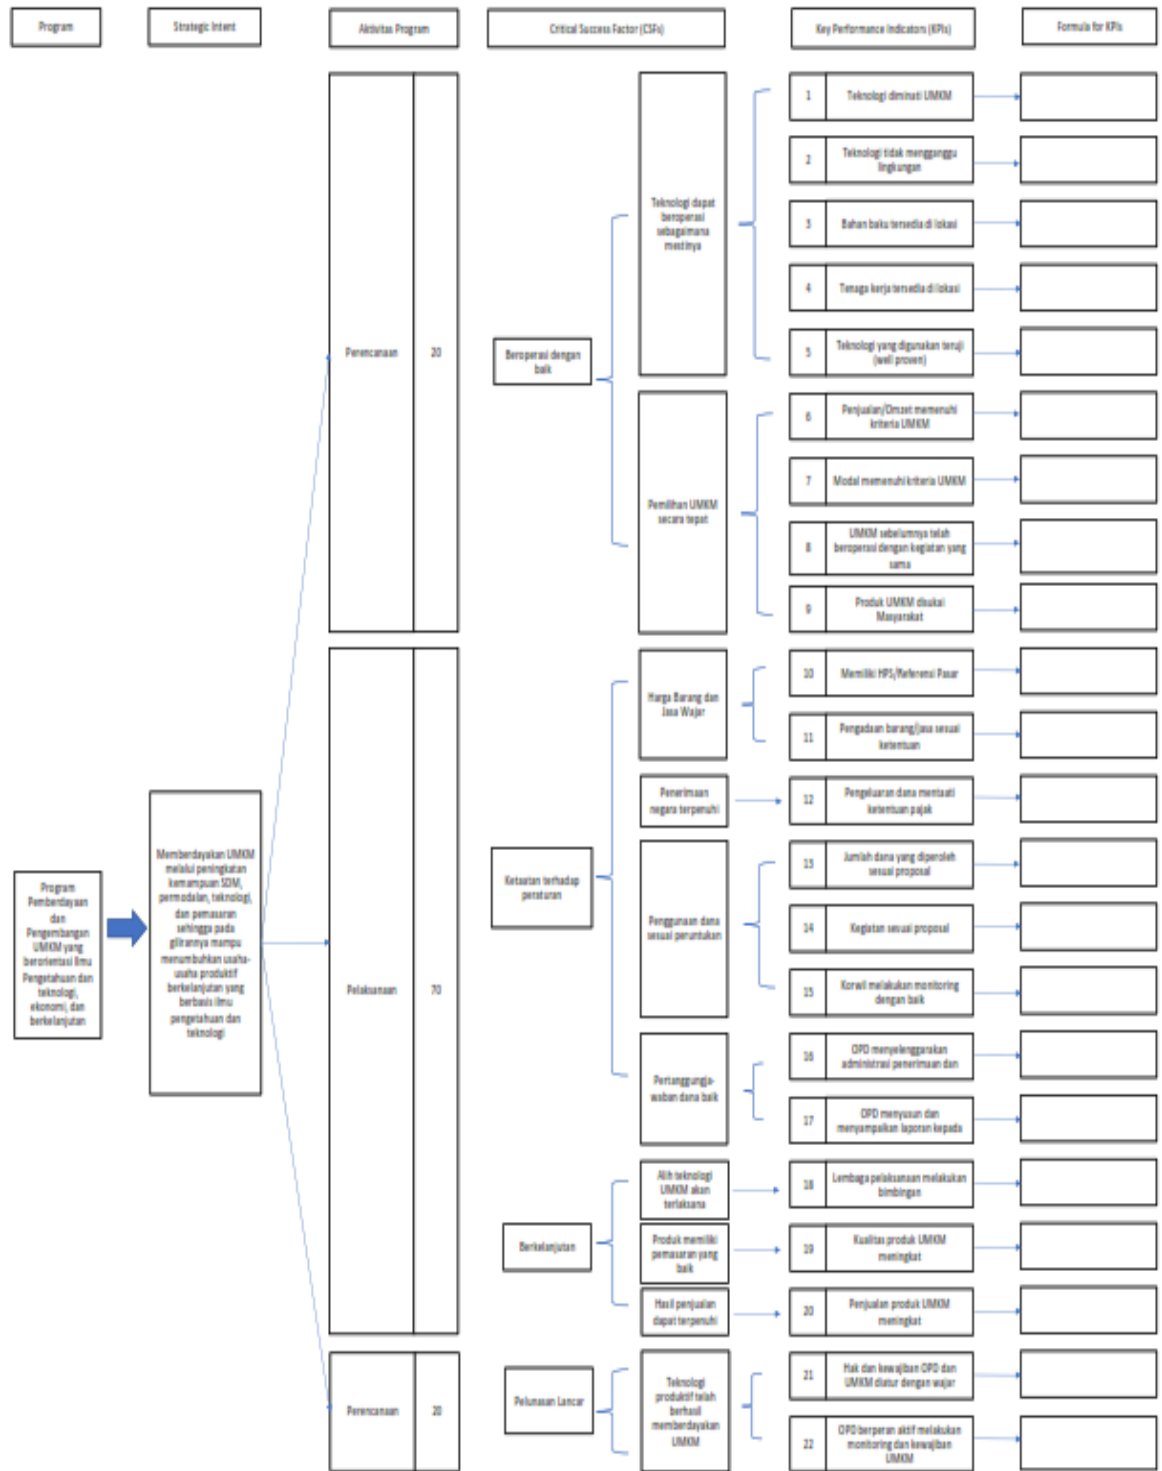 Program
Strategic Intent
Aktivitas Program
Critical Success Factor (CSFs)
Key Performance Indicators (KPIs)
Formula for KPIs
Program
Pemberdayaan
dan
Pengembangan
UMKM yang
berorientasi Ilmu
Pengetahuan dan
teknologi,
ekonomi, dan
berkelanjutan
Memberdayakan UMKM
melalui peningkatan
kemampuan SDM,
permodalan, teknologi,
dan pemasaran
sehingga pada
gilirannya mampu
menumbuhkan usaha-
usaha produktif
berkelanjutan yang
berbasis ilmu
pengetahuan dan
teknologi
Perencanaan
20
Beroperasi dengan
baik
Teknologi dapat
beroperasi
sebagaimana
mestinya
1
Teknologi diminati UMKM
2
Teknologi tidak mengganggu
lingkungan
3
Bahan baku tersedia di lokasi
4
Tenaga kerja tersedia di lokasi
5
Teknologi yang digunakan teruji
(well proven)
Pemilihan UMKM
secara tepat
6
Penjualan/Omzet memenuhi
kriteria UMKM
7
Modal memenuhi kriteria UMKM
8
UMKM sebelumnya telah
beroperasi dengan kegiatan yang
sama
9
Produk UMKM disukai
Masyarakat
Pelaksanaan
70
Ketaatan terhadap
peraturan
Harga Barang dan
Jasa Wajar
10
Memiliki HPS/Referensi Pasar
11
Pengadaan barang/jasa sesuai
ketentuan
Penerimaan
negara terpenuhi
12
Pengeluaran dana mentaati
ketentuan pajak
Penggunaan dana
sesuai peruntukan
13
Jumlah dana yang diperoleh
sesuai proposal
14
Kegiatan sesuai proposal
15
Korwil melakukan monitoring
dengan baik
Pertanggungja-
waban dana baik
16
OPD menyelenggarakan
administrasi penerimaan dan
17
OPD menyusun dan
menyampaikan laporan kepada
Berkelanjutan
Alih teknologi
UMKM akan
terlaksana
18
Lembaga pelaksanaan melakukan
bimbingan
Produk memiliki
pemasaran yang
baik
19
Kualitas produk UMKM
meningkat
Hasil penjualan
dapat terpenuhi
20
Penjualan produk UMKM
meningkat
Perencanaan
20
Pelunasan Lancar
Teknologi
produktif telah
berhasil
memberdayakan
UMKM
21
Hak dan kewajiban OPD dan
UMKM diatur dengan wajar
22
OPD berperan aktif melakukan
monitoring dan kewajiban
UMKM